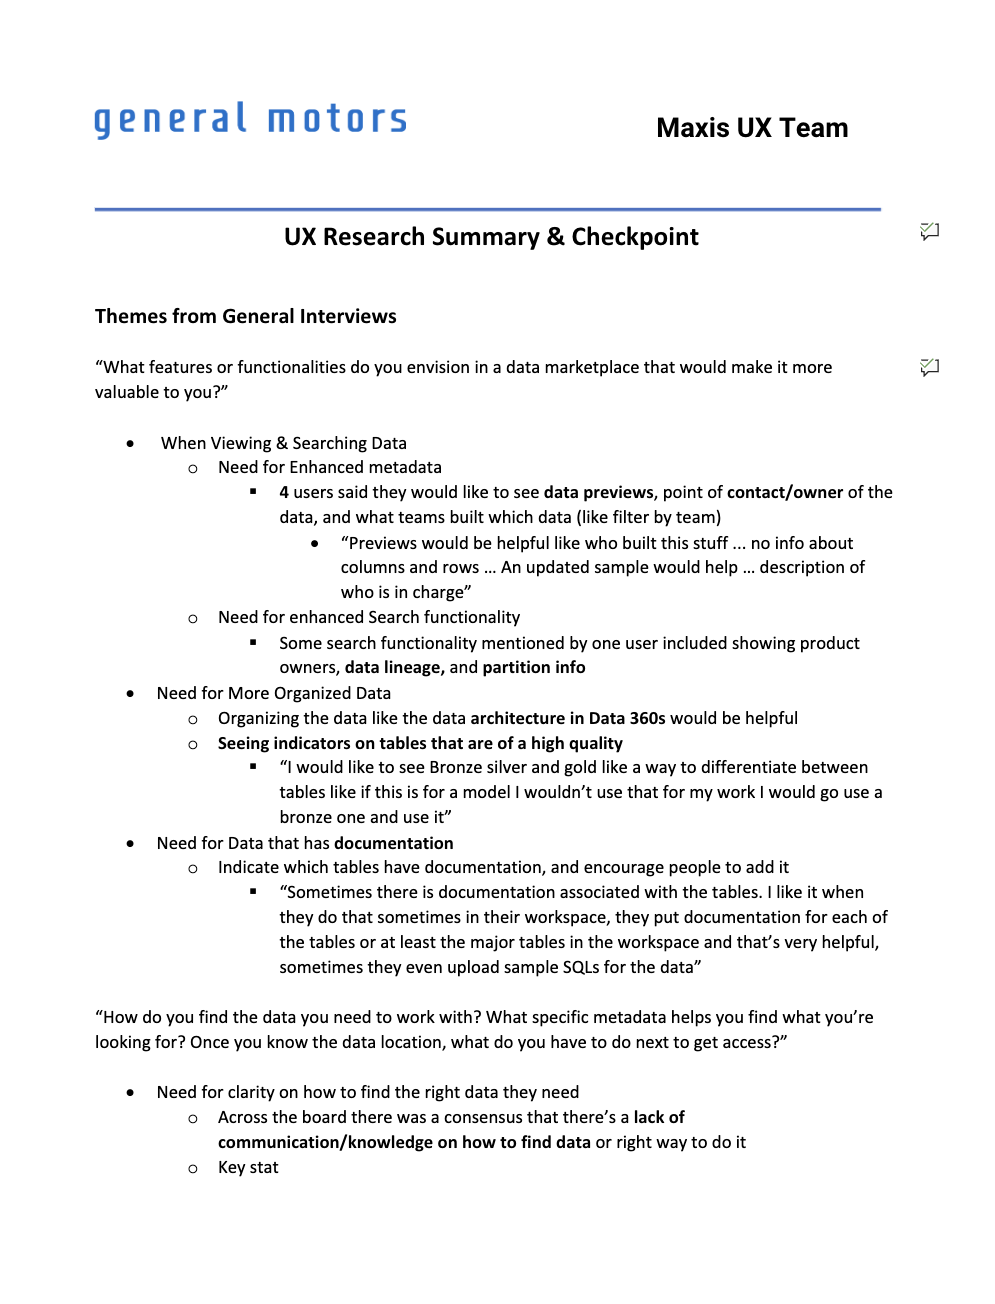 general motors
Maxis UX Team
UX Research Summary & Checkpoint
Themes from General Interviews
“What features or functionalities do you envision in a data marketplace that would make it more
valuable to you?”
• When Viewing & Searching Data
o Need for Enhanced metadata
▪ 4 users said they would like to see data previews, point of contact/owner of the
data, and what teams built which data (like filter by team)
• “Previews would be helpful like who built this stuff ... no info about
columns and rows … An updated sample would help … description of
who is in charge”
o Need for enhanced Search functionality
▪ Some search functionality mentioned by one user included showing product
owners, data lineage, and partition info
• Need for More Organized Data
o Organizing the data like the data architecture in Data 360s would be helpful
o Seeing indicators on tables that are of a high quality
▪ “I would like to see Bronze silver and gold like a way to differentiate between
tables like if this is for a model I wouldn’t use that for my work I would go use a
bronze one and use it”
• Need for Data that has documentation
o Indicate which tables have documentation, and encourage people to add it
▪ “Sometimes there is documentation associated with the tables. I like it when
they do that sometimes in their workspace, they put documentation for each of
the tables or at least the major tables in the workspace and that’s very helpful,
sometimes they even upload sample SQLs for the data”
“How do you find the data you need to work with? What specific metadata helps you find what you’re
looking for? Once you know the data location, what do you have to do next to get access?”
• Need for clarity on how to find the right data they need
o Across the board there was a consensus that there’s a lack of
communication/knowledge on how to find data or right way to do it
o Key stat